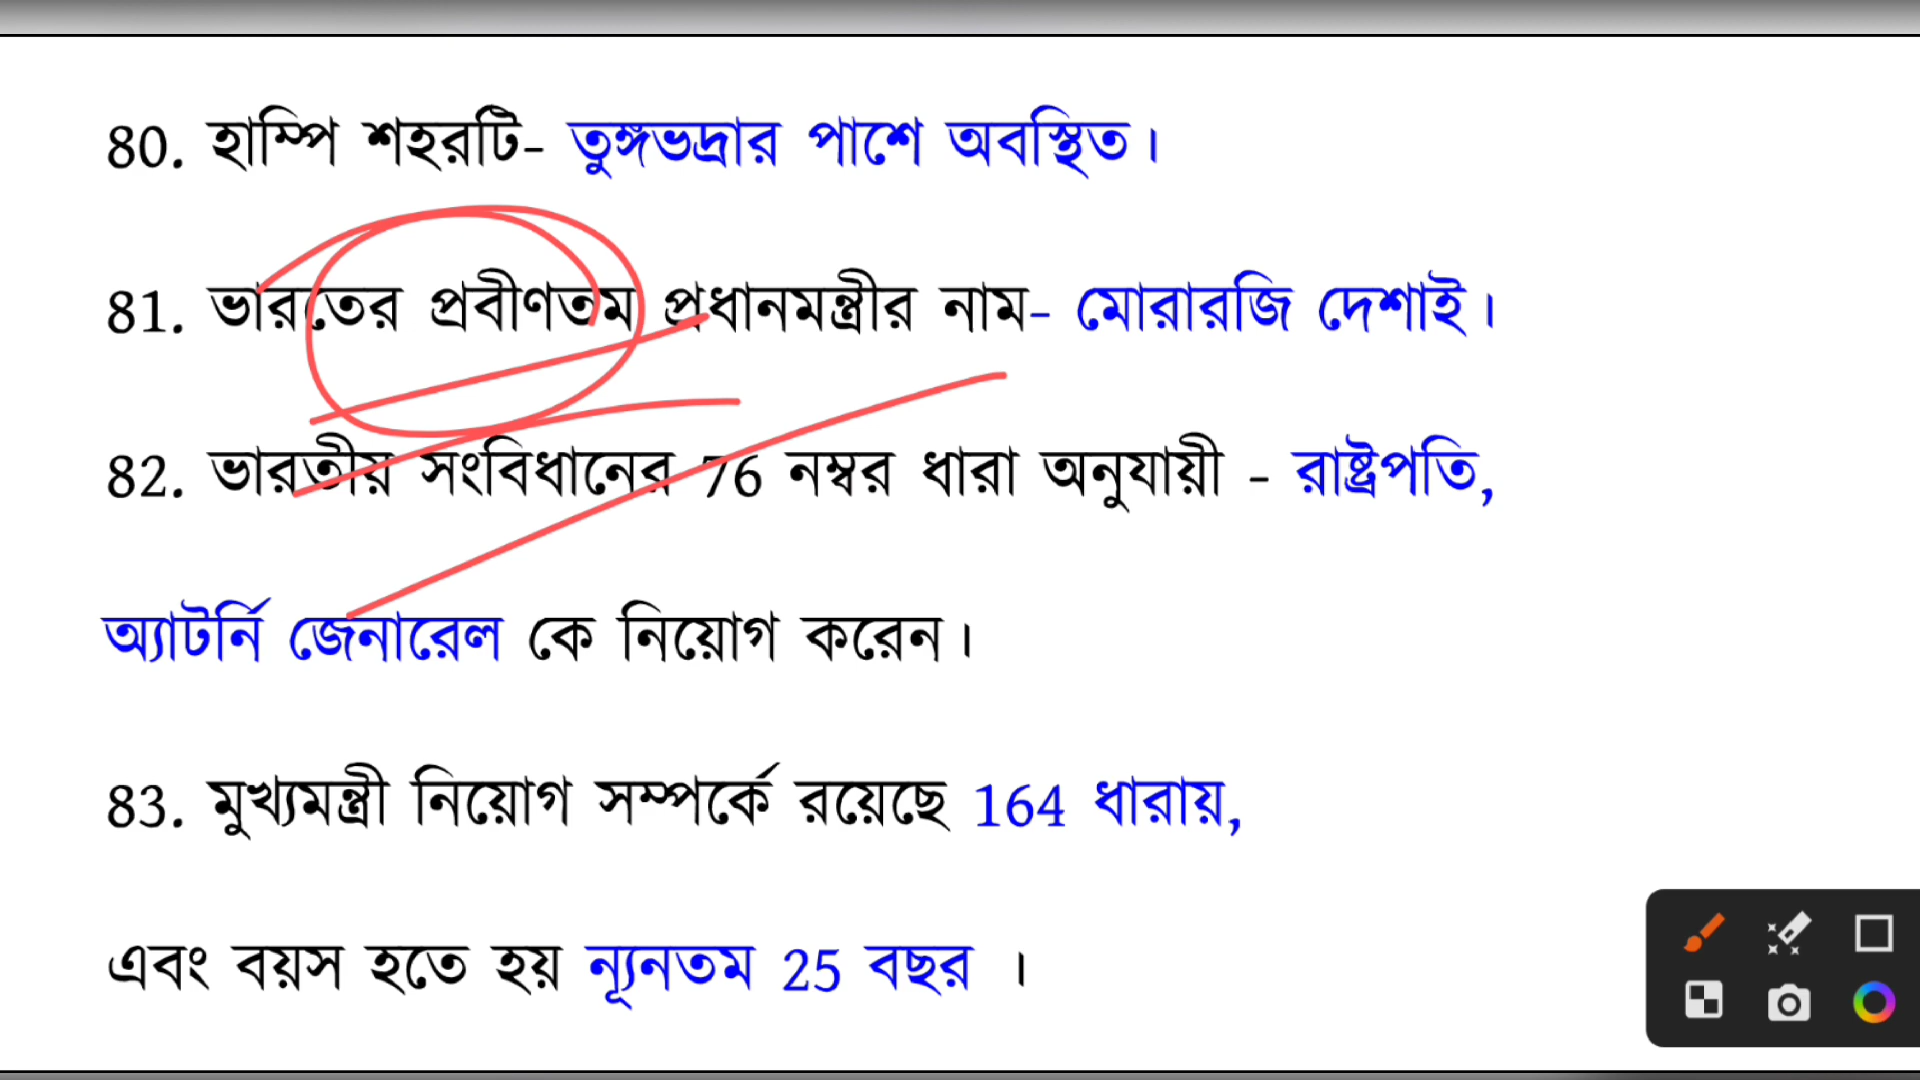 80. হাম্পি শহরটি- তুঙ্গভদ্রার পাশে অবস্থিত।
81. ভারতের প্রবীণতম প্রধানমন্ত্রীর নাম- মোরারজি দেশাই।
82. ভারতীয় সংবিধানের 76 নম্বর ধারা অনুযায়ী - রাষ্ট্রপতি,
অ্যাটর্নি জেনারেল কে নিয়োগ করেন।
83. মুখ্যমন্ত্রী নিয়োগ সম্পর্কে রয়েছে 164 ধারায়,
এবং বয়স হতে হয় ন্যূনতম 25 বছর ।